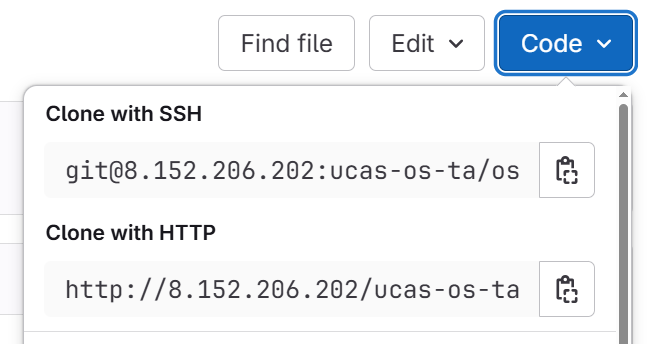 Find file
Edit
Code
Clone with SSH
git@8.152.206.202:ucas-os-ta/os
Clone with HTTP
http://8.152.206.202/ucas-os-ta